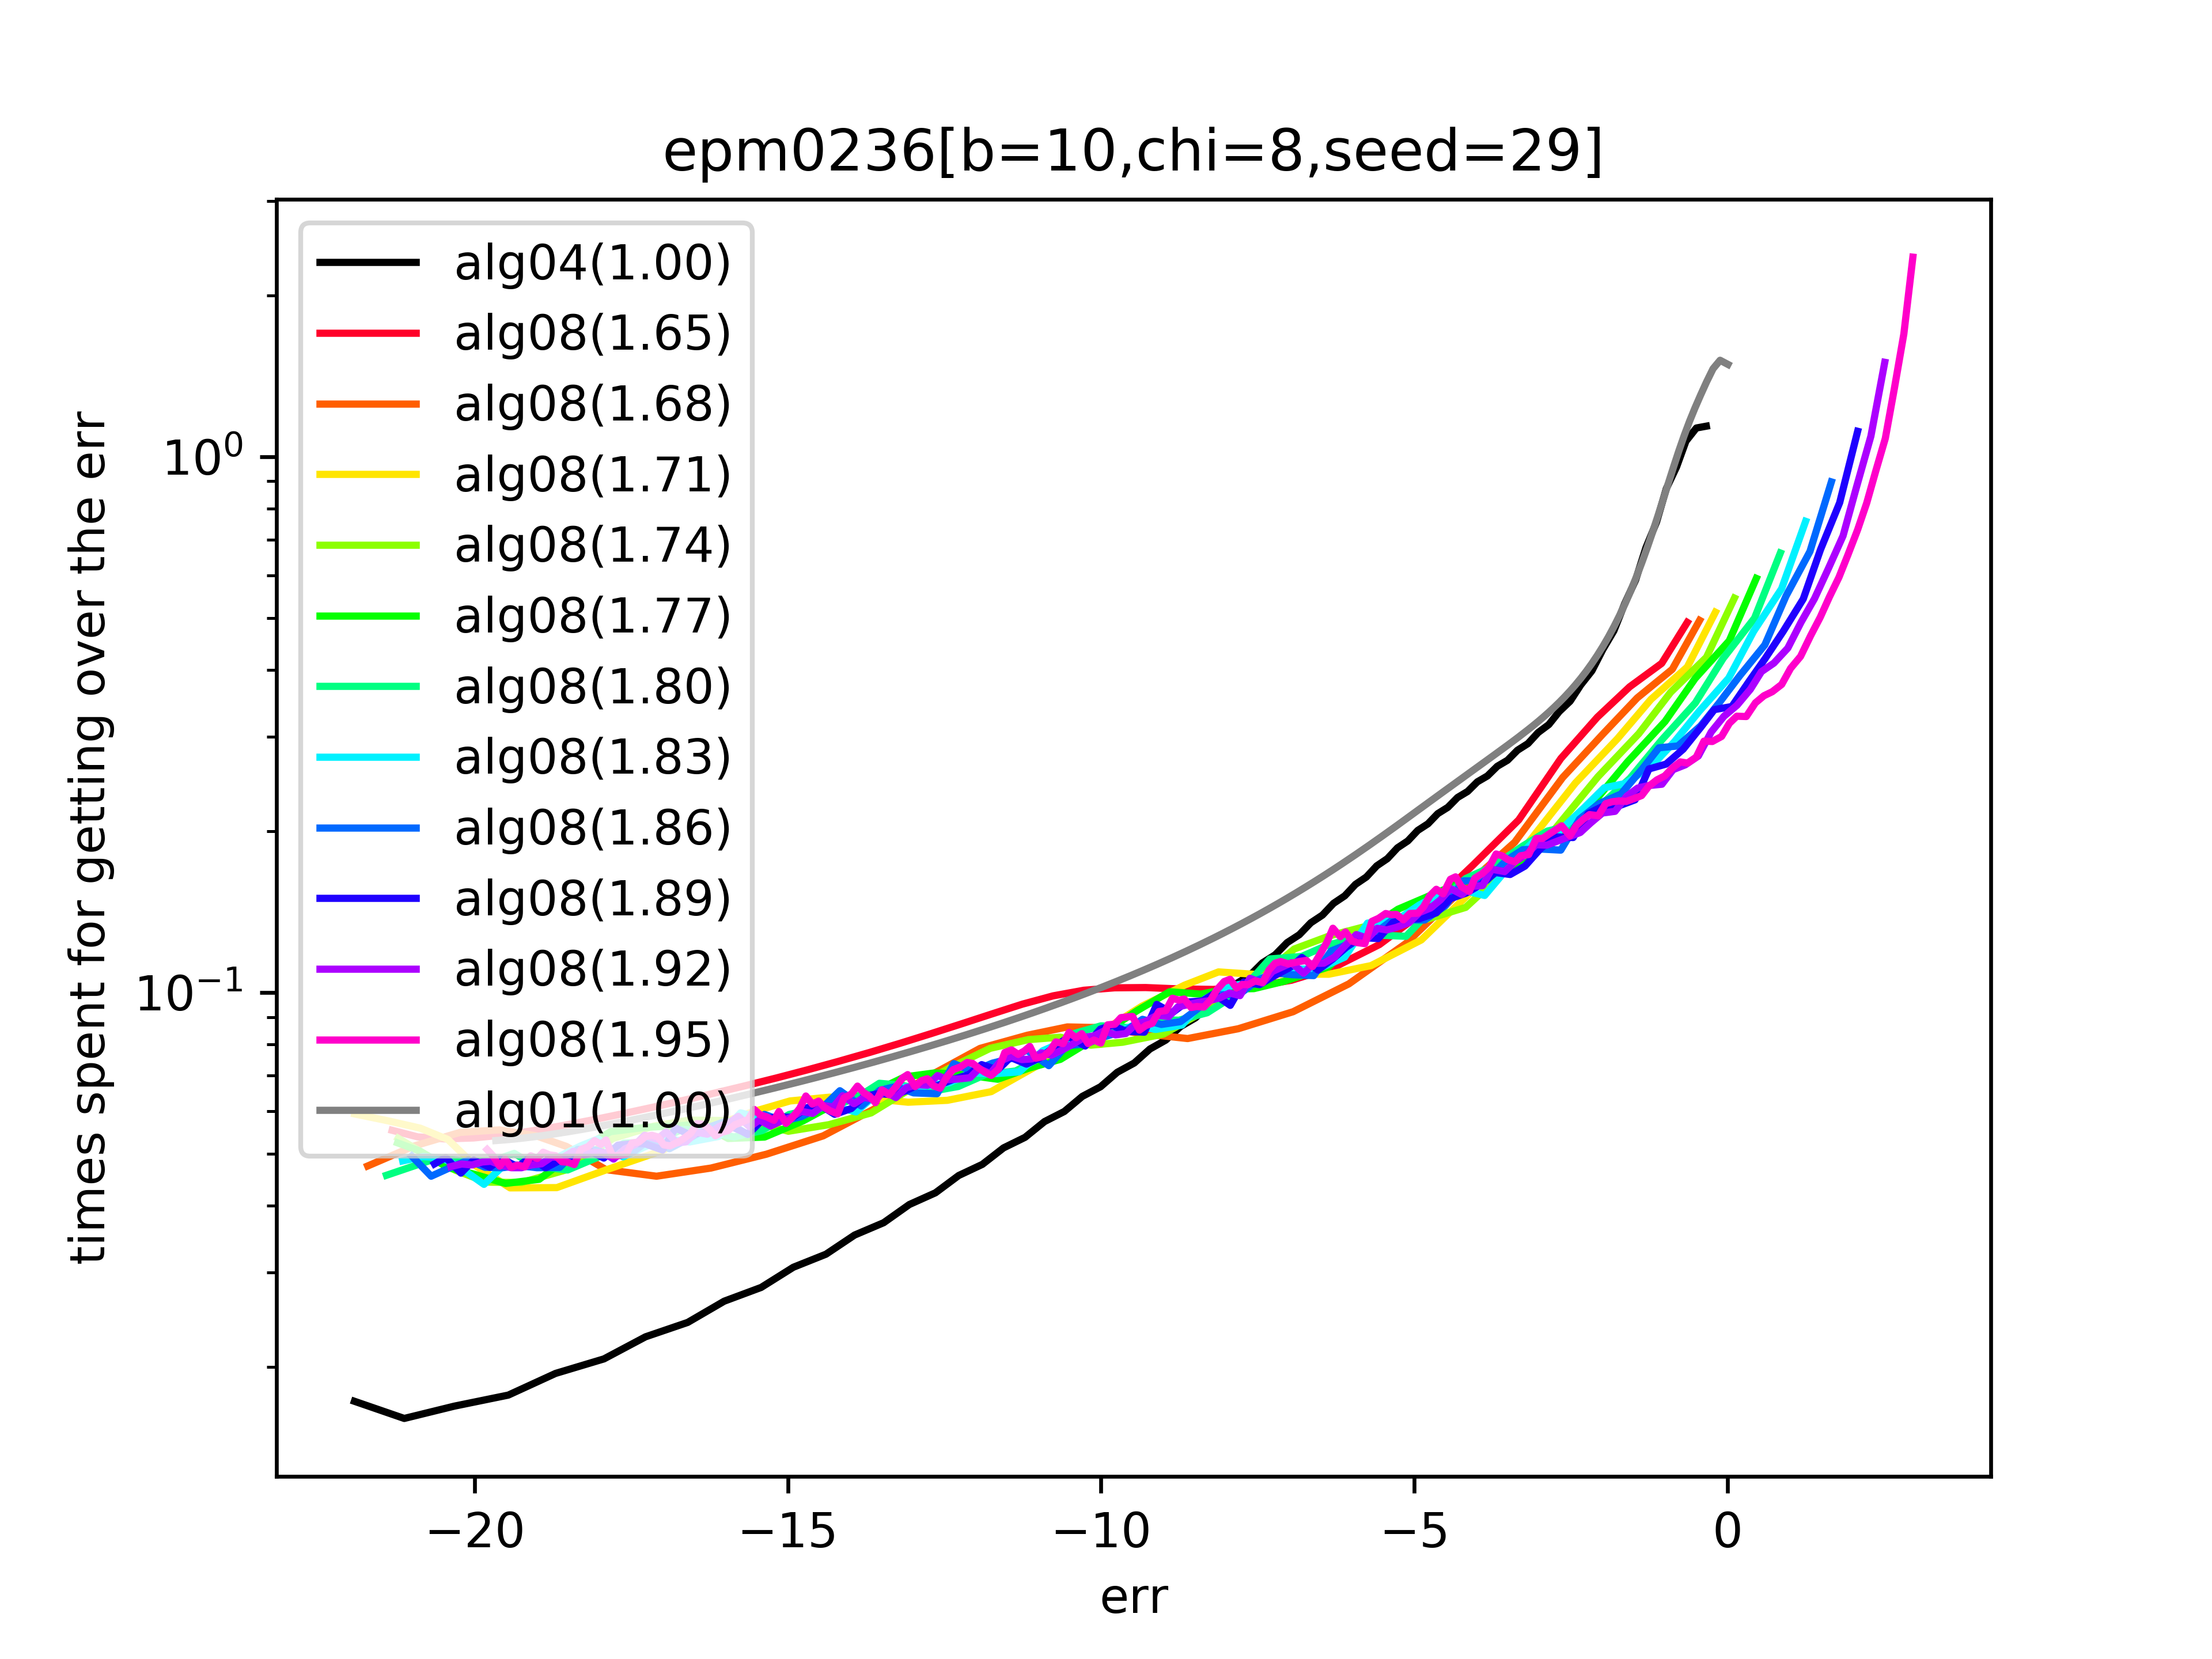 epm0236[b=10,chi=8,seed=29]
alg04(1.00)
alg08(1.65)
alg08(1.68)
alg08(1.71)
alg08(1.74)
alg08(1.77)
alg08(1.80)
alg08(1.83)
alg08(1.86)
alg08(1.89)
alg08(1.92)
alg08(1.95)
alg01(1.00)
times spent for getting over the err
10⁰
10⁻¹
−20 −15 −10 −5 0
err